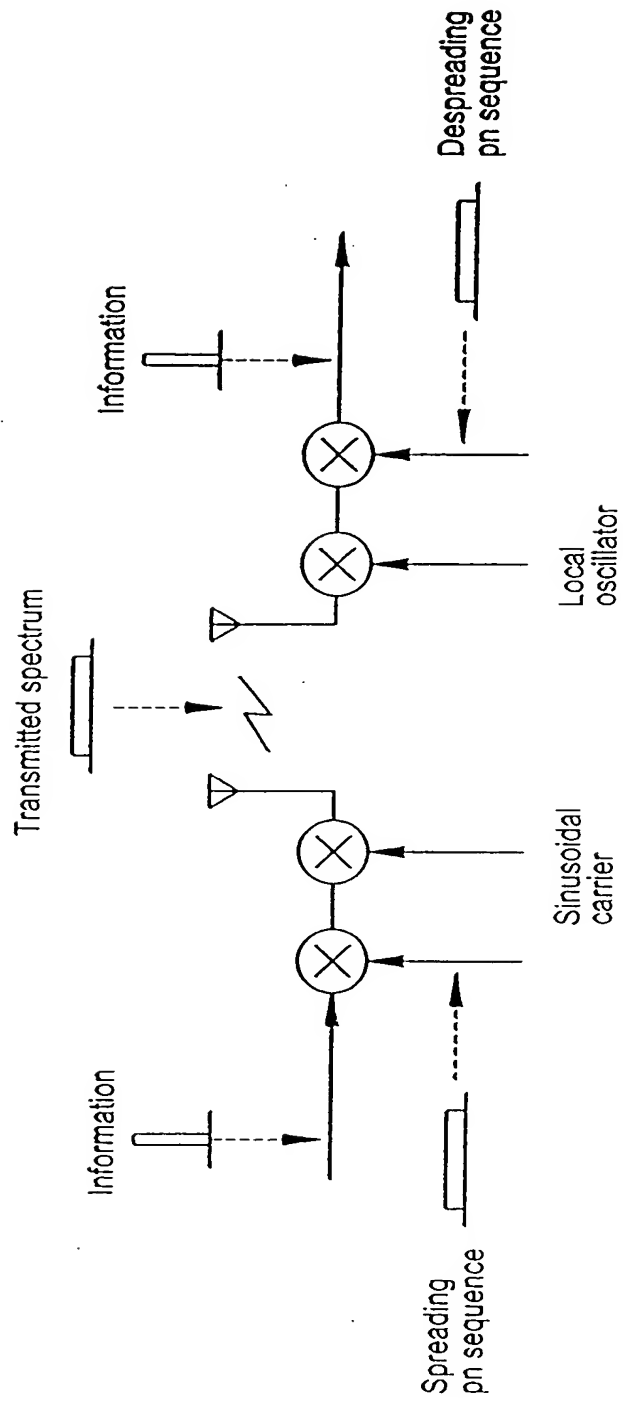 Transmitted spectrum
Information
Information
Spreading
pn sequence
Sinusoidal
carrier
Local
oscillator
Despreading
pn sequence